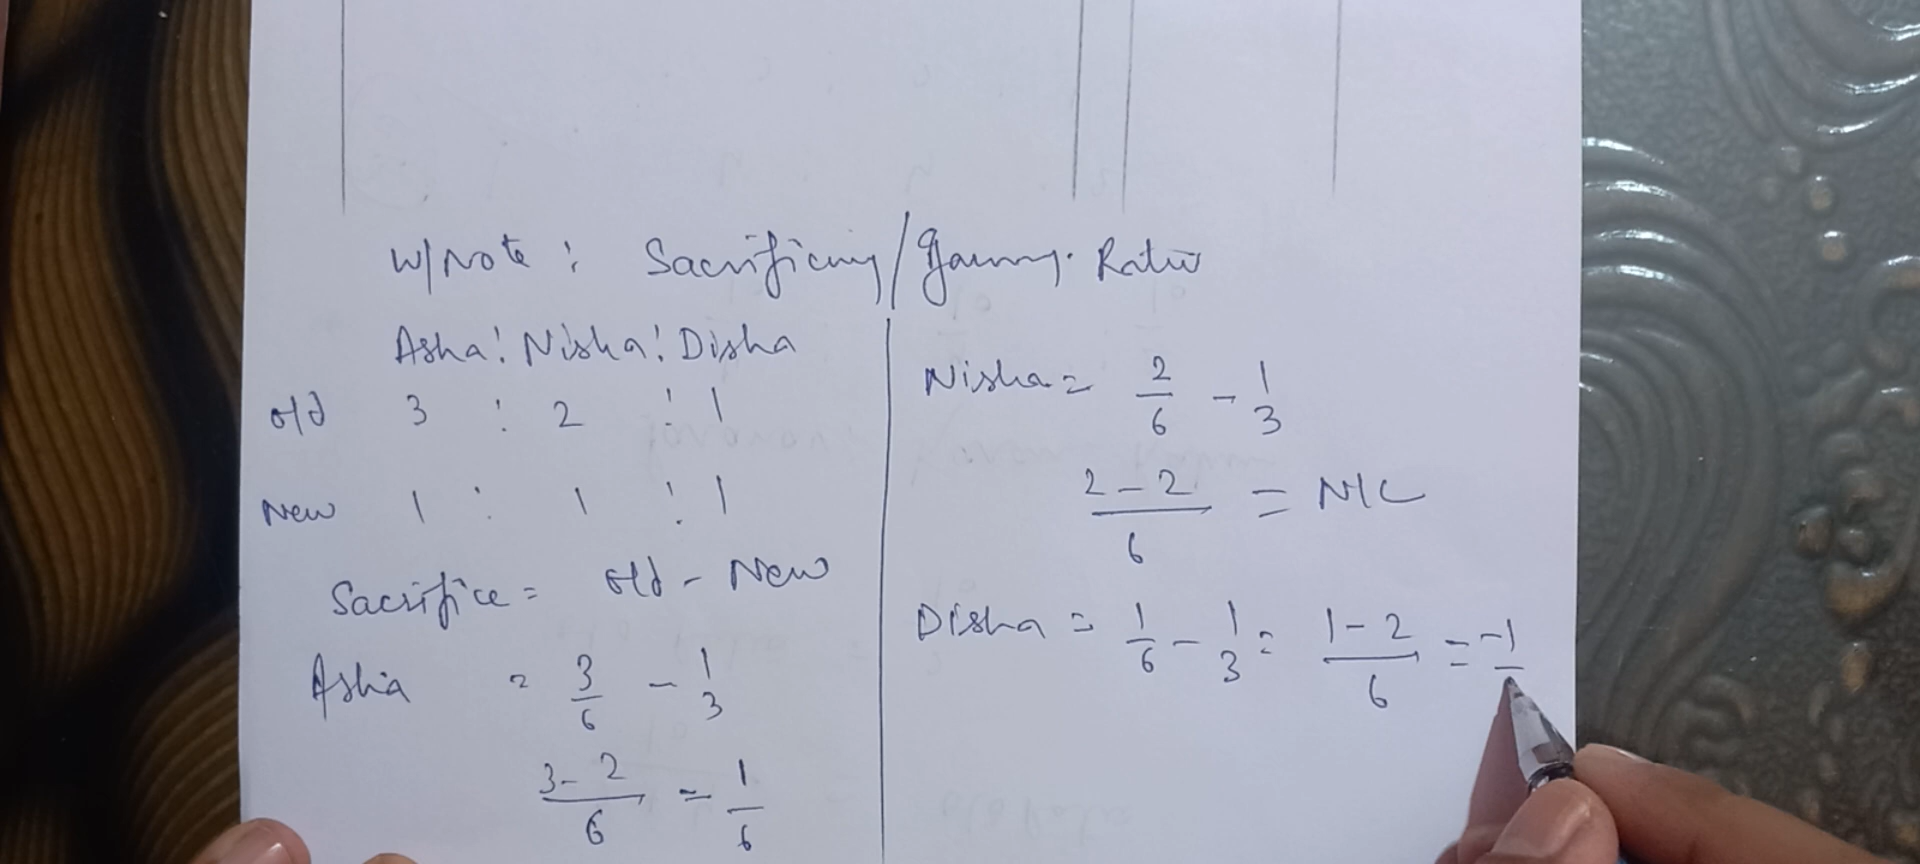 W/Note : Sacrificing/Gaining Ratio
Asha : Nisha : Disha
old 3 : 2 : 1
New 1 : 1 : 1
Sacrifice = old - New
Asha = 3/6 - 1/3
3-2/6 = 1/6
Nisha = 2/6 - 1/3
2-2/6 = NIL
Disha = 1/6 - 1/3 = 1-2/6 = -1/